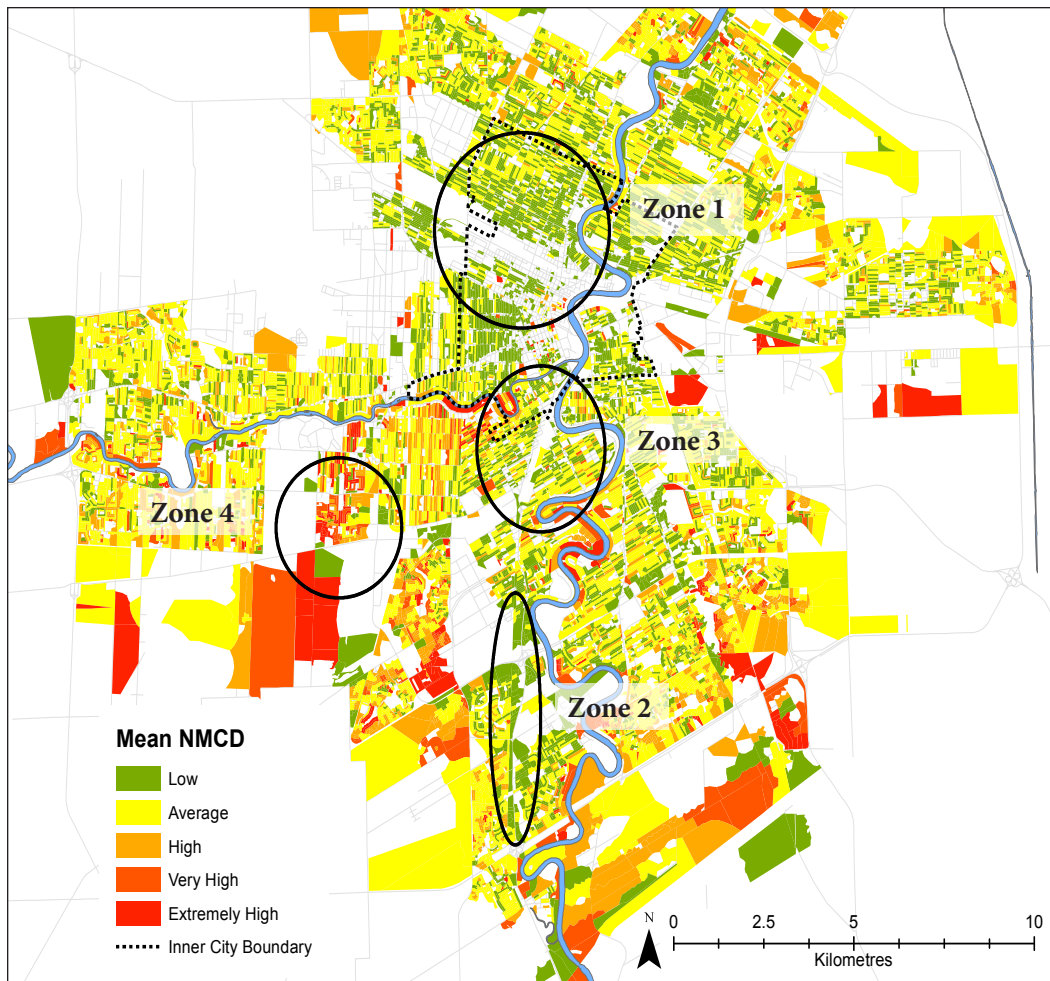 Zone 1
Zone 3
Zone 4
Zone 2
Mean NMCD
Low
Average
High
Very High
Extremely High
Inner City Boundary
N
0 2.5 5 10
Kilometres